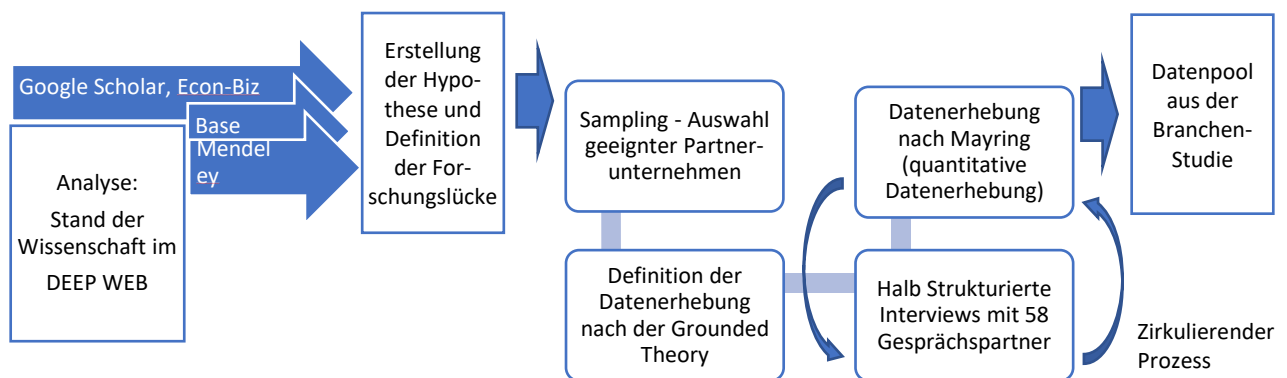 Google Scholar, Econ-Biz
Base
Mendel
ey
Analyse:
Stand der
Wissenschaft im
DEEP WEB
Erstellung
der Hypo-
these und
Definition
der For-
schungslücke
Sampling - Auswahl
geeigneter Partner-
unternehmen
Definition der
Datenerhebung
nach der Grounded
Theory
Datenerhebung
nach Mayring
(quantitative
Datenerhebung)
Halb Strukturierte
Interviews mit 58
Gesprächspartner
Zirkulierender
Prozess
Datenpool
aus der
Branchen-
Studie